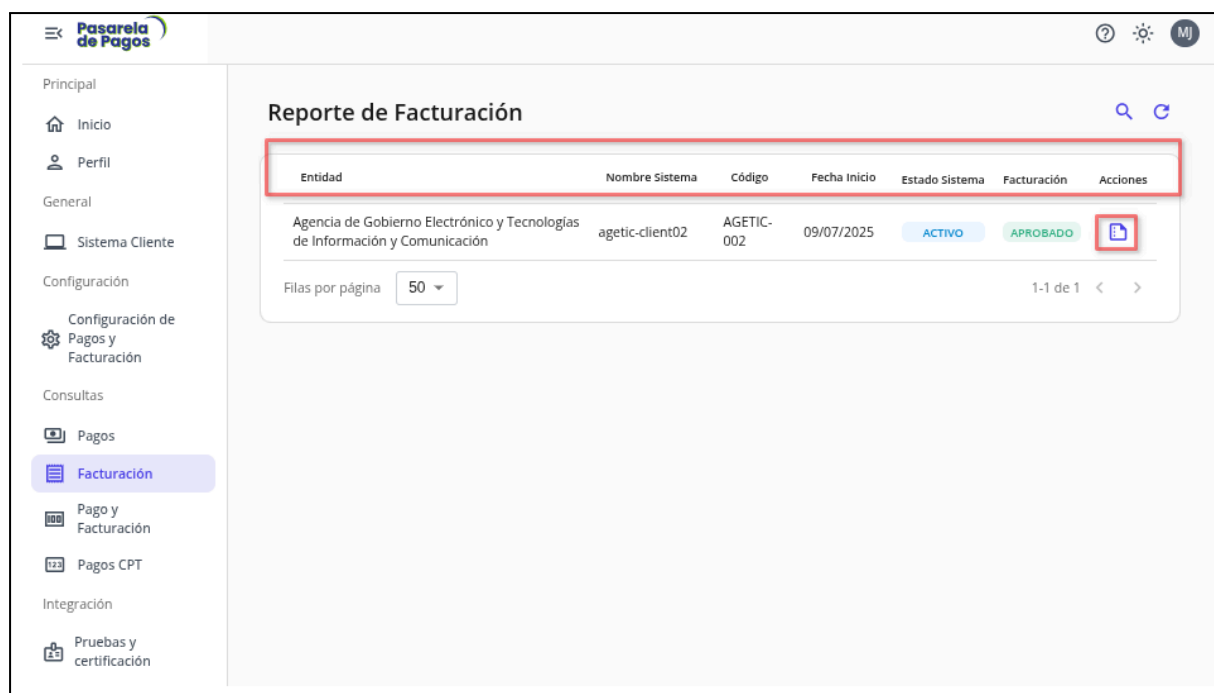 Pasarela
de Pagos
MJ
Principal
Inicio
Perfil
General
Sistema Cliente
Configuración
Configuración de
Pagos y
Facturación
Consultas
Pagos
Facturación
Pago y
Facturación
123
Pagos CPT
Integración
Pruebas y
certificación
Reporte de Facturación
Entidad Nombre Sistema Código Fecha Inicio Estado Sistema Facturación Acciones
Agencia de Gobierno Electrónico y Tecnologías
de Información y Comunicación
agetic-client02
AGETIC-
002
09/07/2025
ACTIVO
APROBADO
Filas por página 50 1-1 de 1